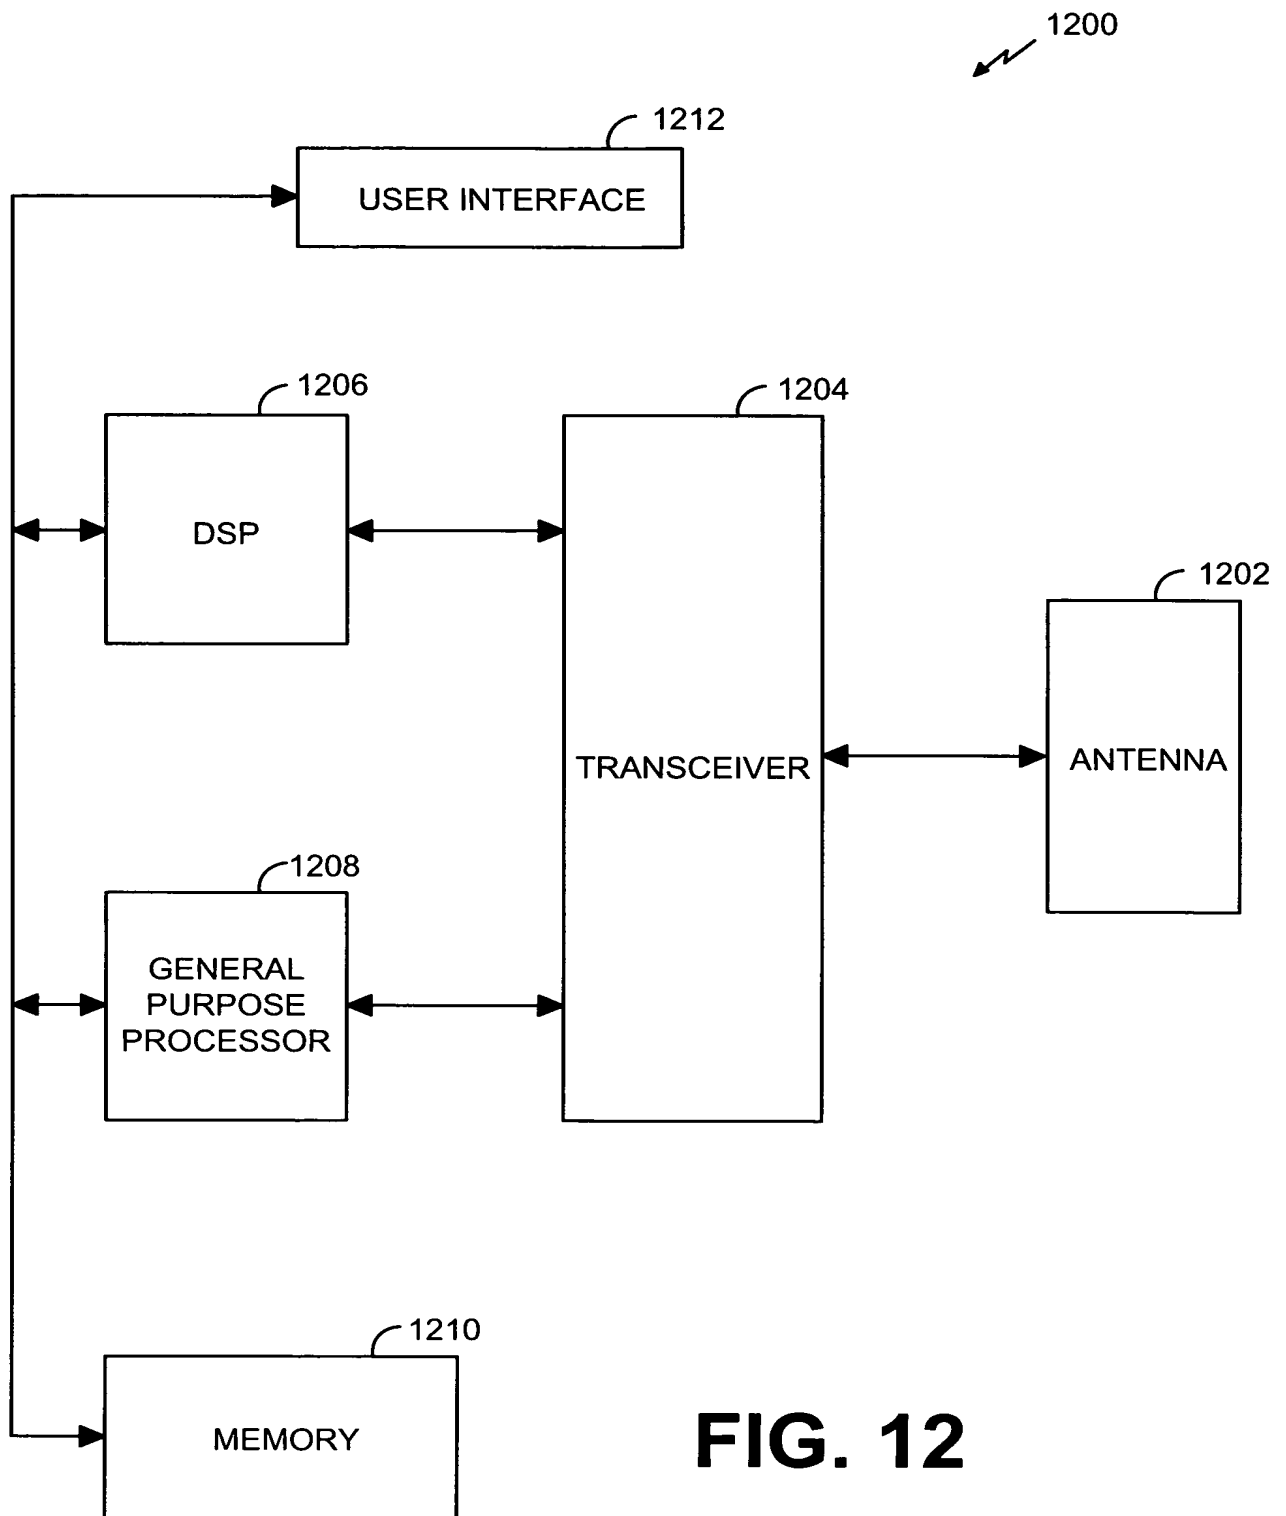 1200
1212
USER INTERFACE
1206
DSP
1204
TRANSCEIVER
1202
ANTENNA
1208
GENERAL
PURPOSE
PROCESSOR
1210
MEMORY
FIG. 12